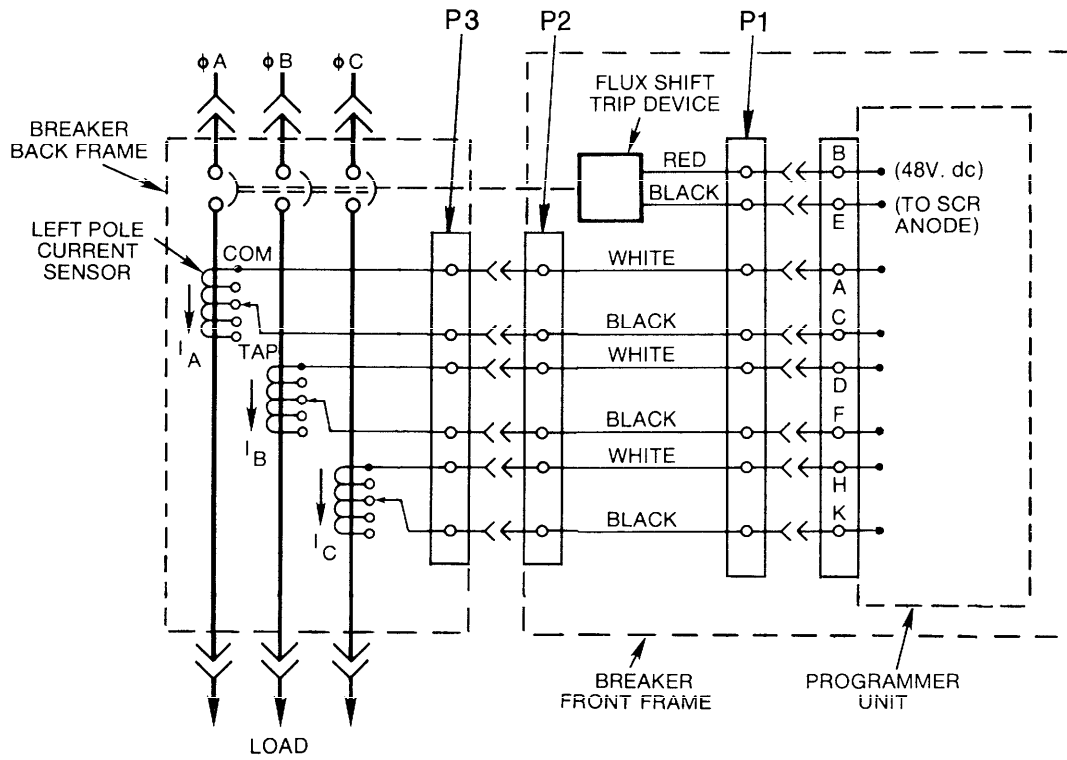 P3
P2
P1
φA
φB
φC
FLUX SHIFT
TRIP DEVICE
BREAKER
BACK FRAME
LEFT POLE
CURRENT
SENSOR
RED
BLACK
B
E
(48V. dc)
(TO SCR
ANODE)
COM
WHITE
A
C
BLACK
I A
TAP
WHITE
D
F
BLACK
I B
WHITE
H
K
BLACK
I C
BREAKER
FRONT FRAME
PROGRAMMER
UNIT
LOAD